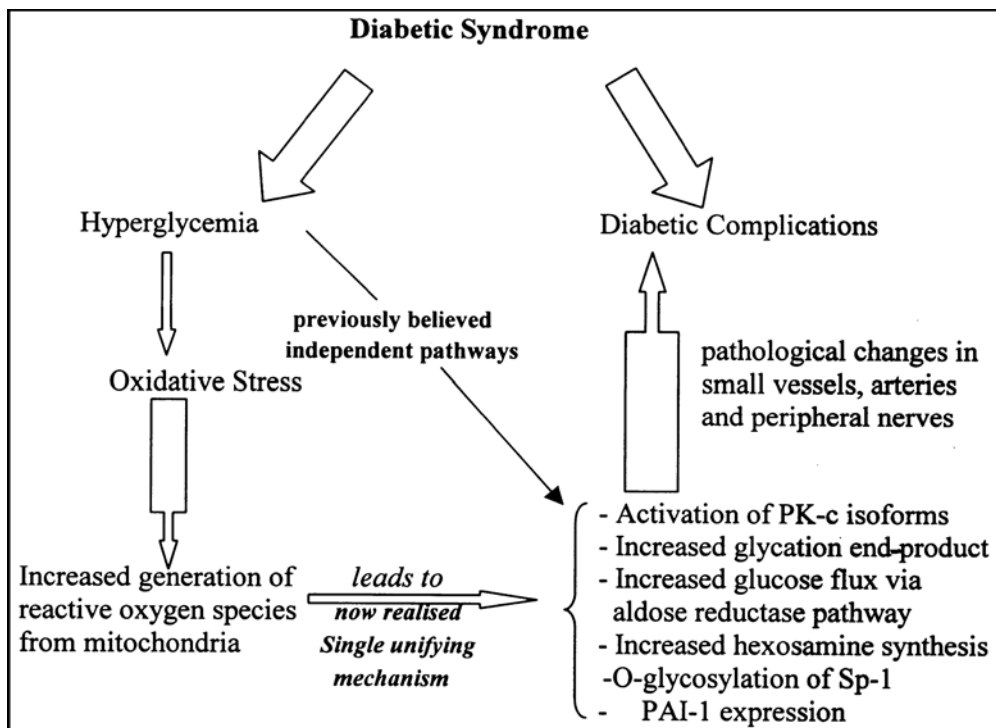 Diabetic Syndrome
Hyperglycemia
Diabetic Complications
previously believed
independent pathways
Oxidative Stress
pathological changes in
small vessels, arteries
and peripheral nerves
Increased generation of
reactive oxygen species
from mitochondria
leads to
now realised
Single unifying
mechanism
- Activation of PK-c isoforms
- Increased glycation end-product
- Increased glucose flux via
aldose reductase pathway
- Increased hexosamine synthesis
-O-glycosylation of Sp-1
- PAI-1 expression